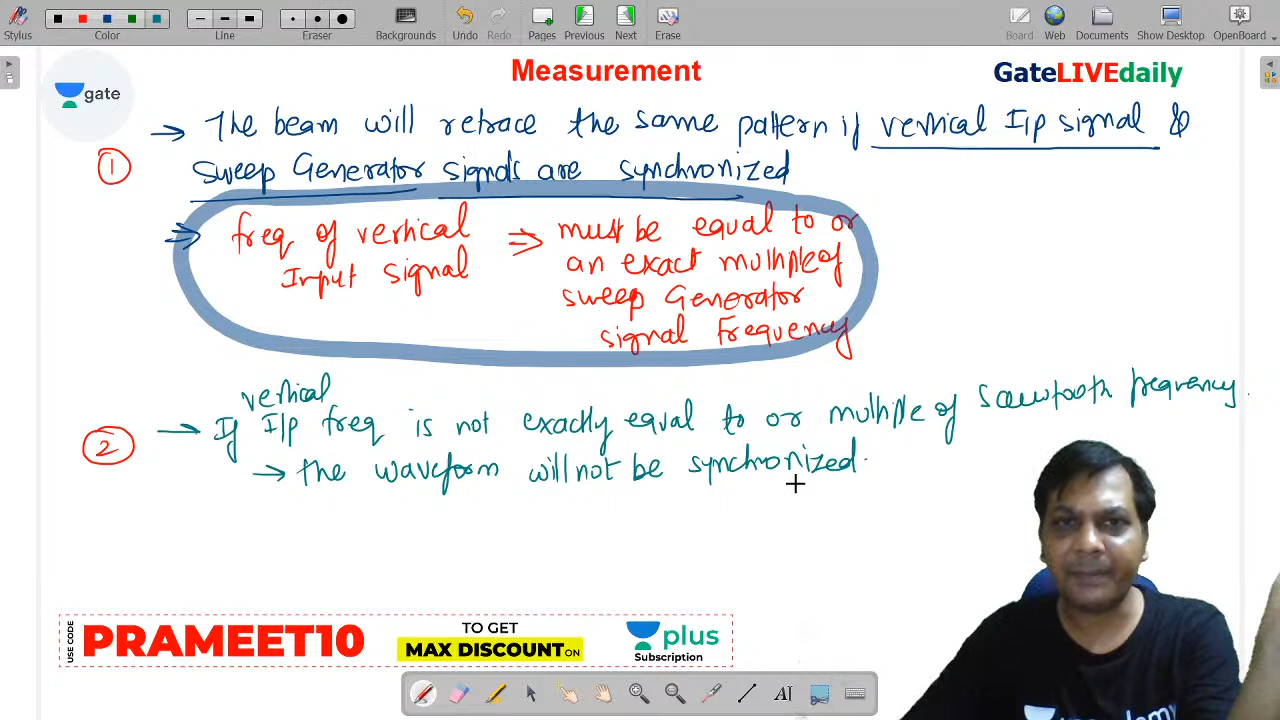 Stylus Color Line Eraser Backgrounds Undo Redo Pages Previous Next Erase Board Web Documents Show Desktop OpenBoard
gate
Measurement
GateLIVEdaily
→ The beam will retrace the same pattern if vertical I/p signal &
① sweep Generator signals are synchronized
⇒ freq of vertical ⇒ must be equal to or
Input signal an exact multiple of
sweep Generator
signal Frequency
vertical
② → If I/p freq is not exactly equal to or multiple of sawtooth frequency.
→ the waveform will not be synchronized.
USE CODE
PRAMEET10
TO GET
MAX DISCOUNT ON
plus
Subscription